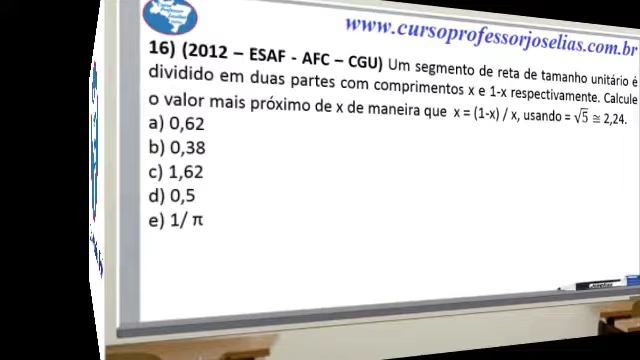 www.cursoprofessorjoselias.com.br
16) (2012 – ESAF - AFC – CGU) Um segmento de reta de tamanho unitário é
dividido em duas partes com comprimentos x e 1-x respectivamente. Calcule
o valor mais próximo de x de maneira que x = (1-x) / x, usando = √5 ≅ 2,24.
a) 0,62
b) 0,38
c) 1,62
d) 0,5
e) 1/ π